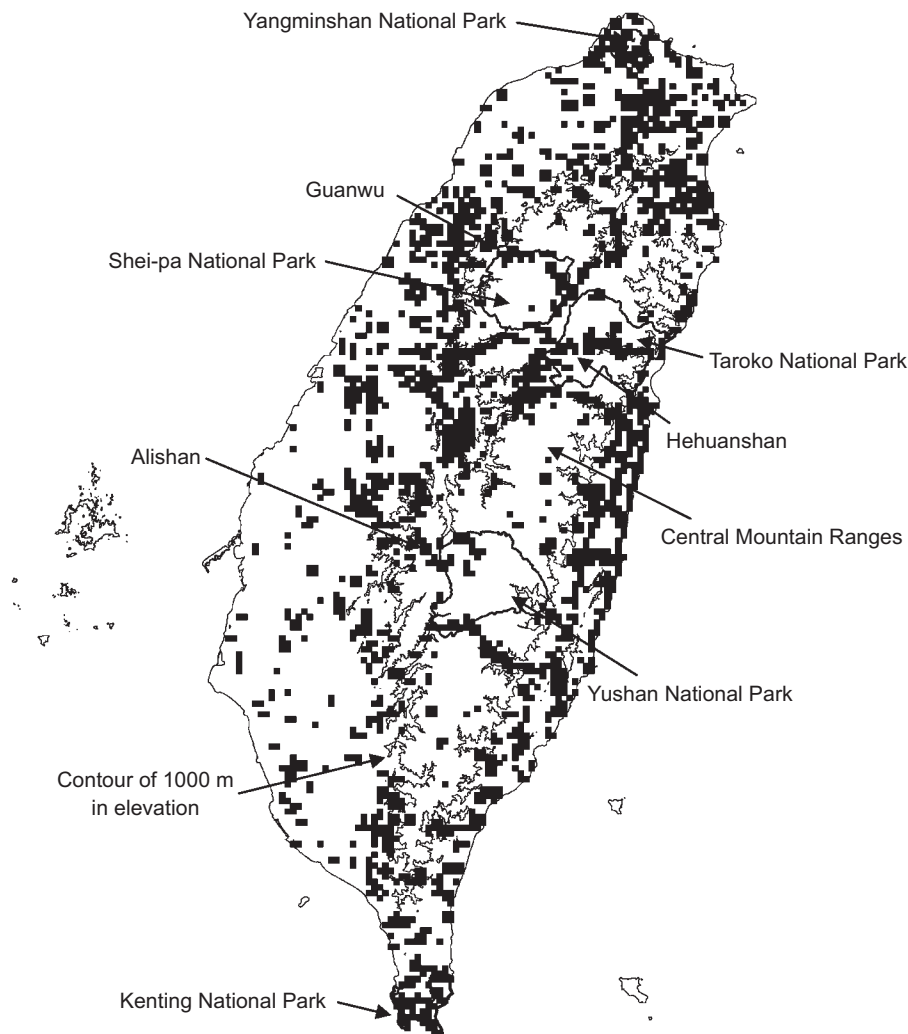 Yangminshan National Park
Guanwu
Shei-pa National Park
Taroko National Park
Hehuanshan
Alishan
Central Mountain Ranges
Yushan National Park
Contour of 1000 m
in elevation
Kenting National Park